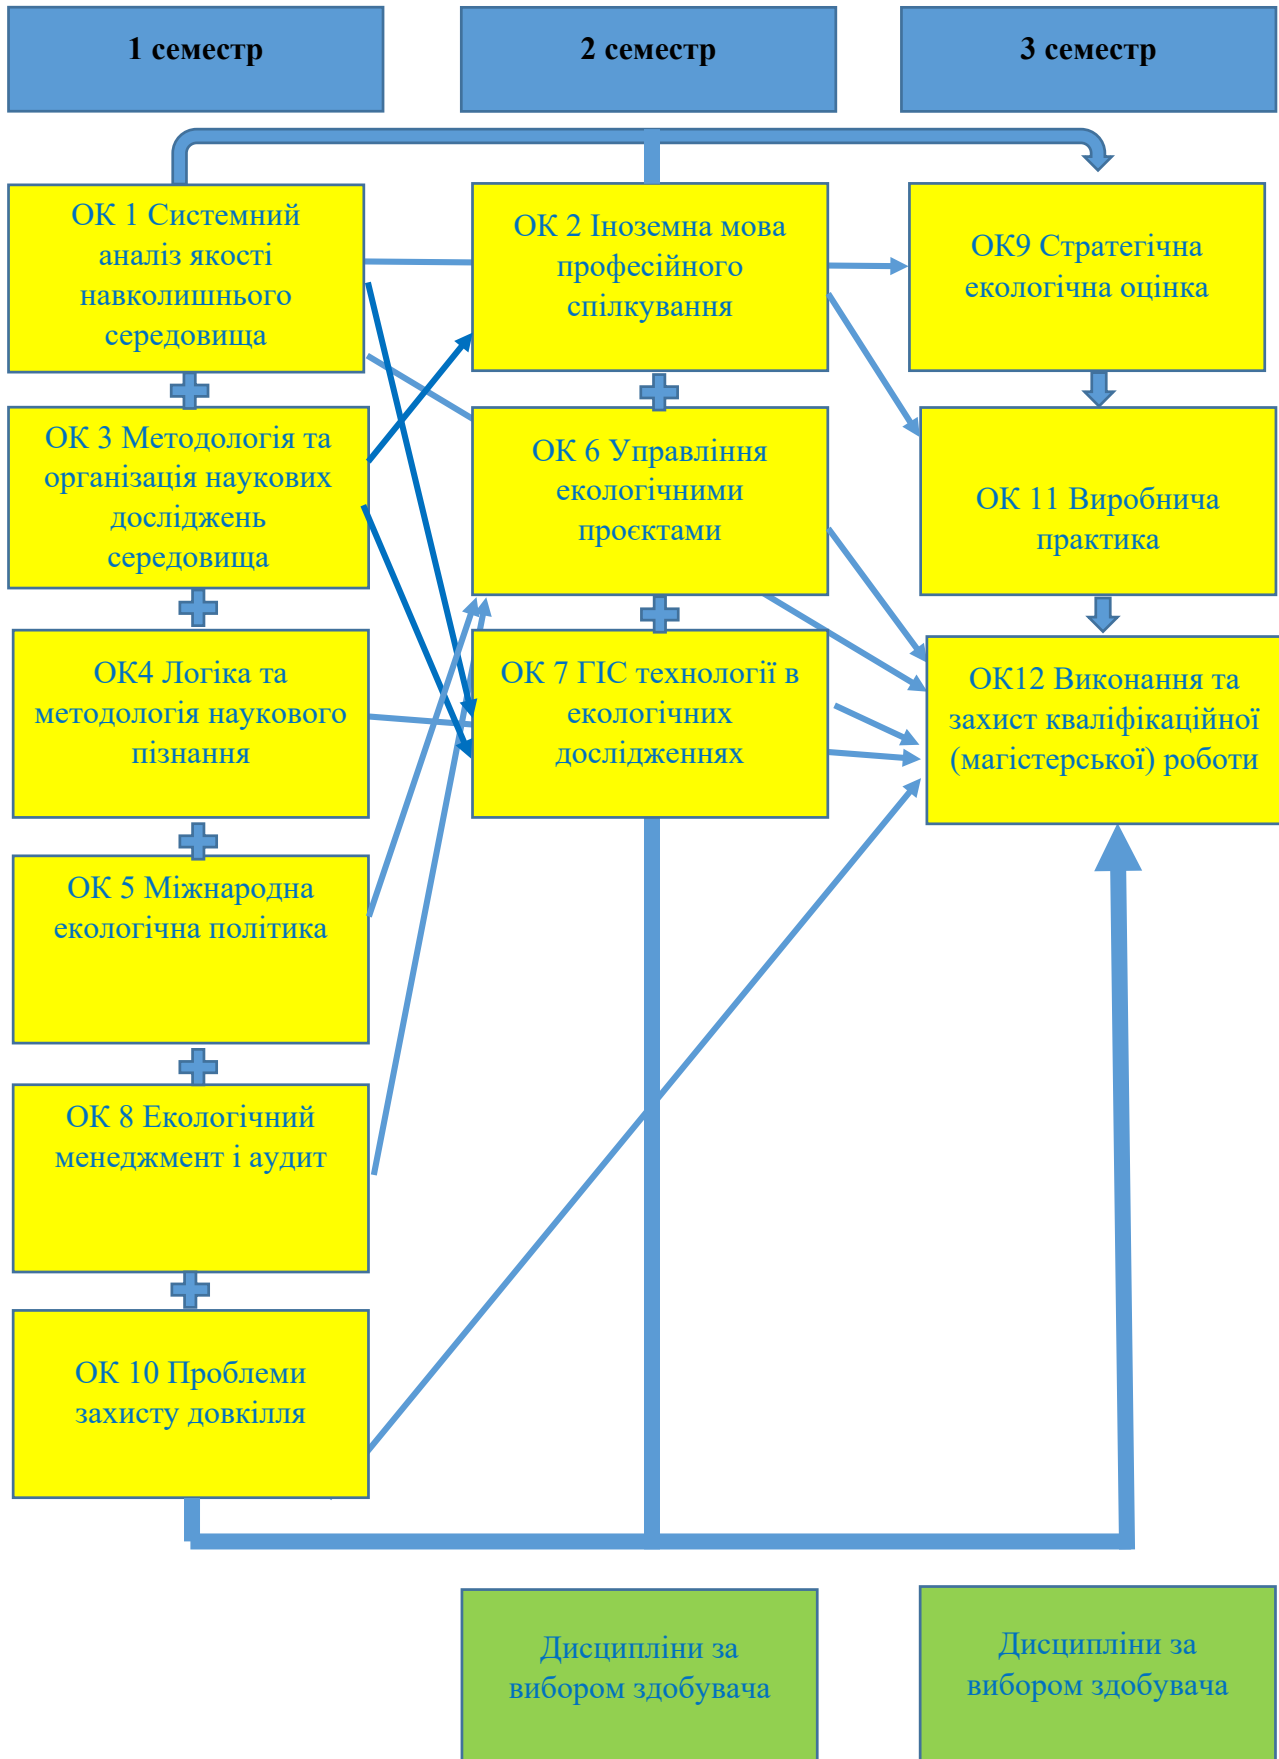 1 семестр
2 семестр
3 семестр
ОК 1 Системний
аналіз якості
навколишнього
середовища
ОК 3 Методологія та
організація наукових
досліджень
середовища
ОК4 Логіка та
методологія наукового
пізнання
ОК 5 Міжнародна
екологічна політика
ОК 8 Екологічний
менеджмент і аудит
ОК 10 Проблеми
захисту довкілля
ОК 2 Іноземна мова
професійного
спілкування
ОК 6 Управління
екологічними
проєктами
ОК 7 ГІС технології в
екологічних
дослідженнях
Дисципліни за
вибором здобувача
ОК9 Стратегічна
екологічна оцінка
ОК 11 Виробнича
практика
ОК12 Виконання та
захист кваліфікаційної
(магістерської) роботи
Дисципліни за
вибором здобувача